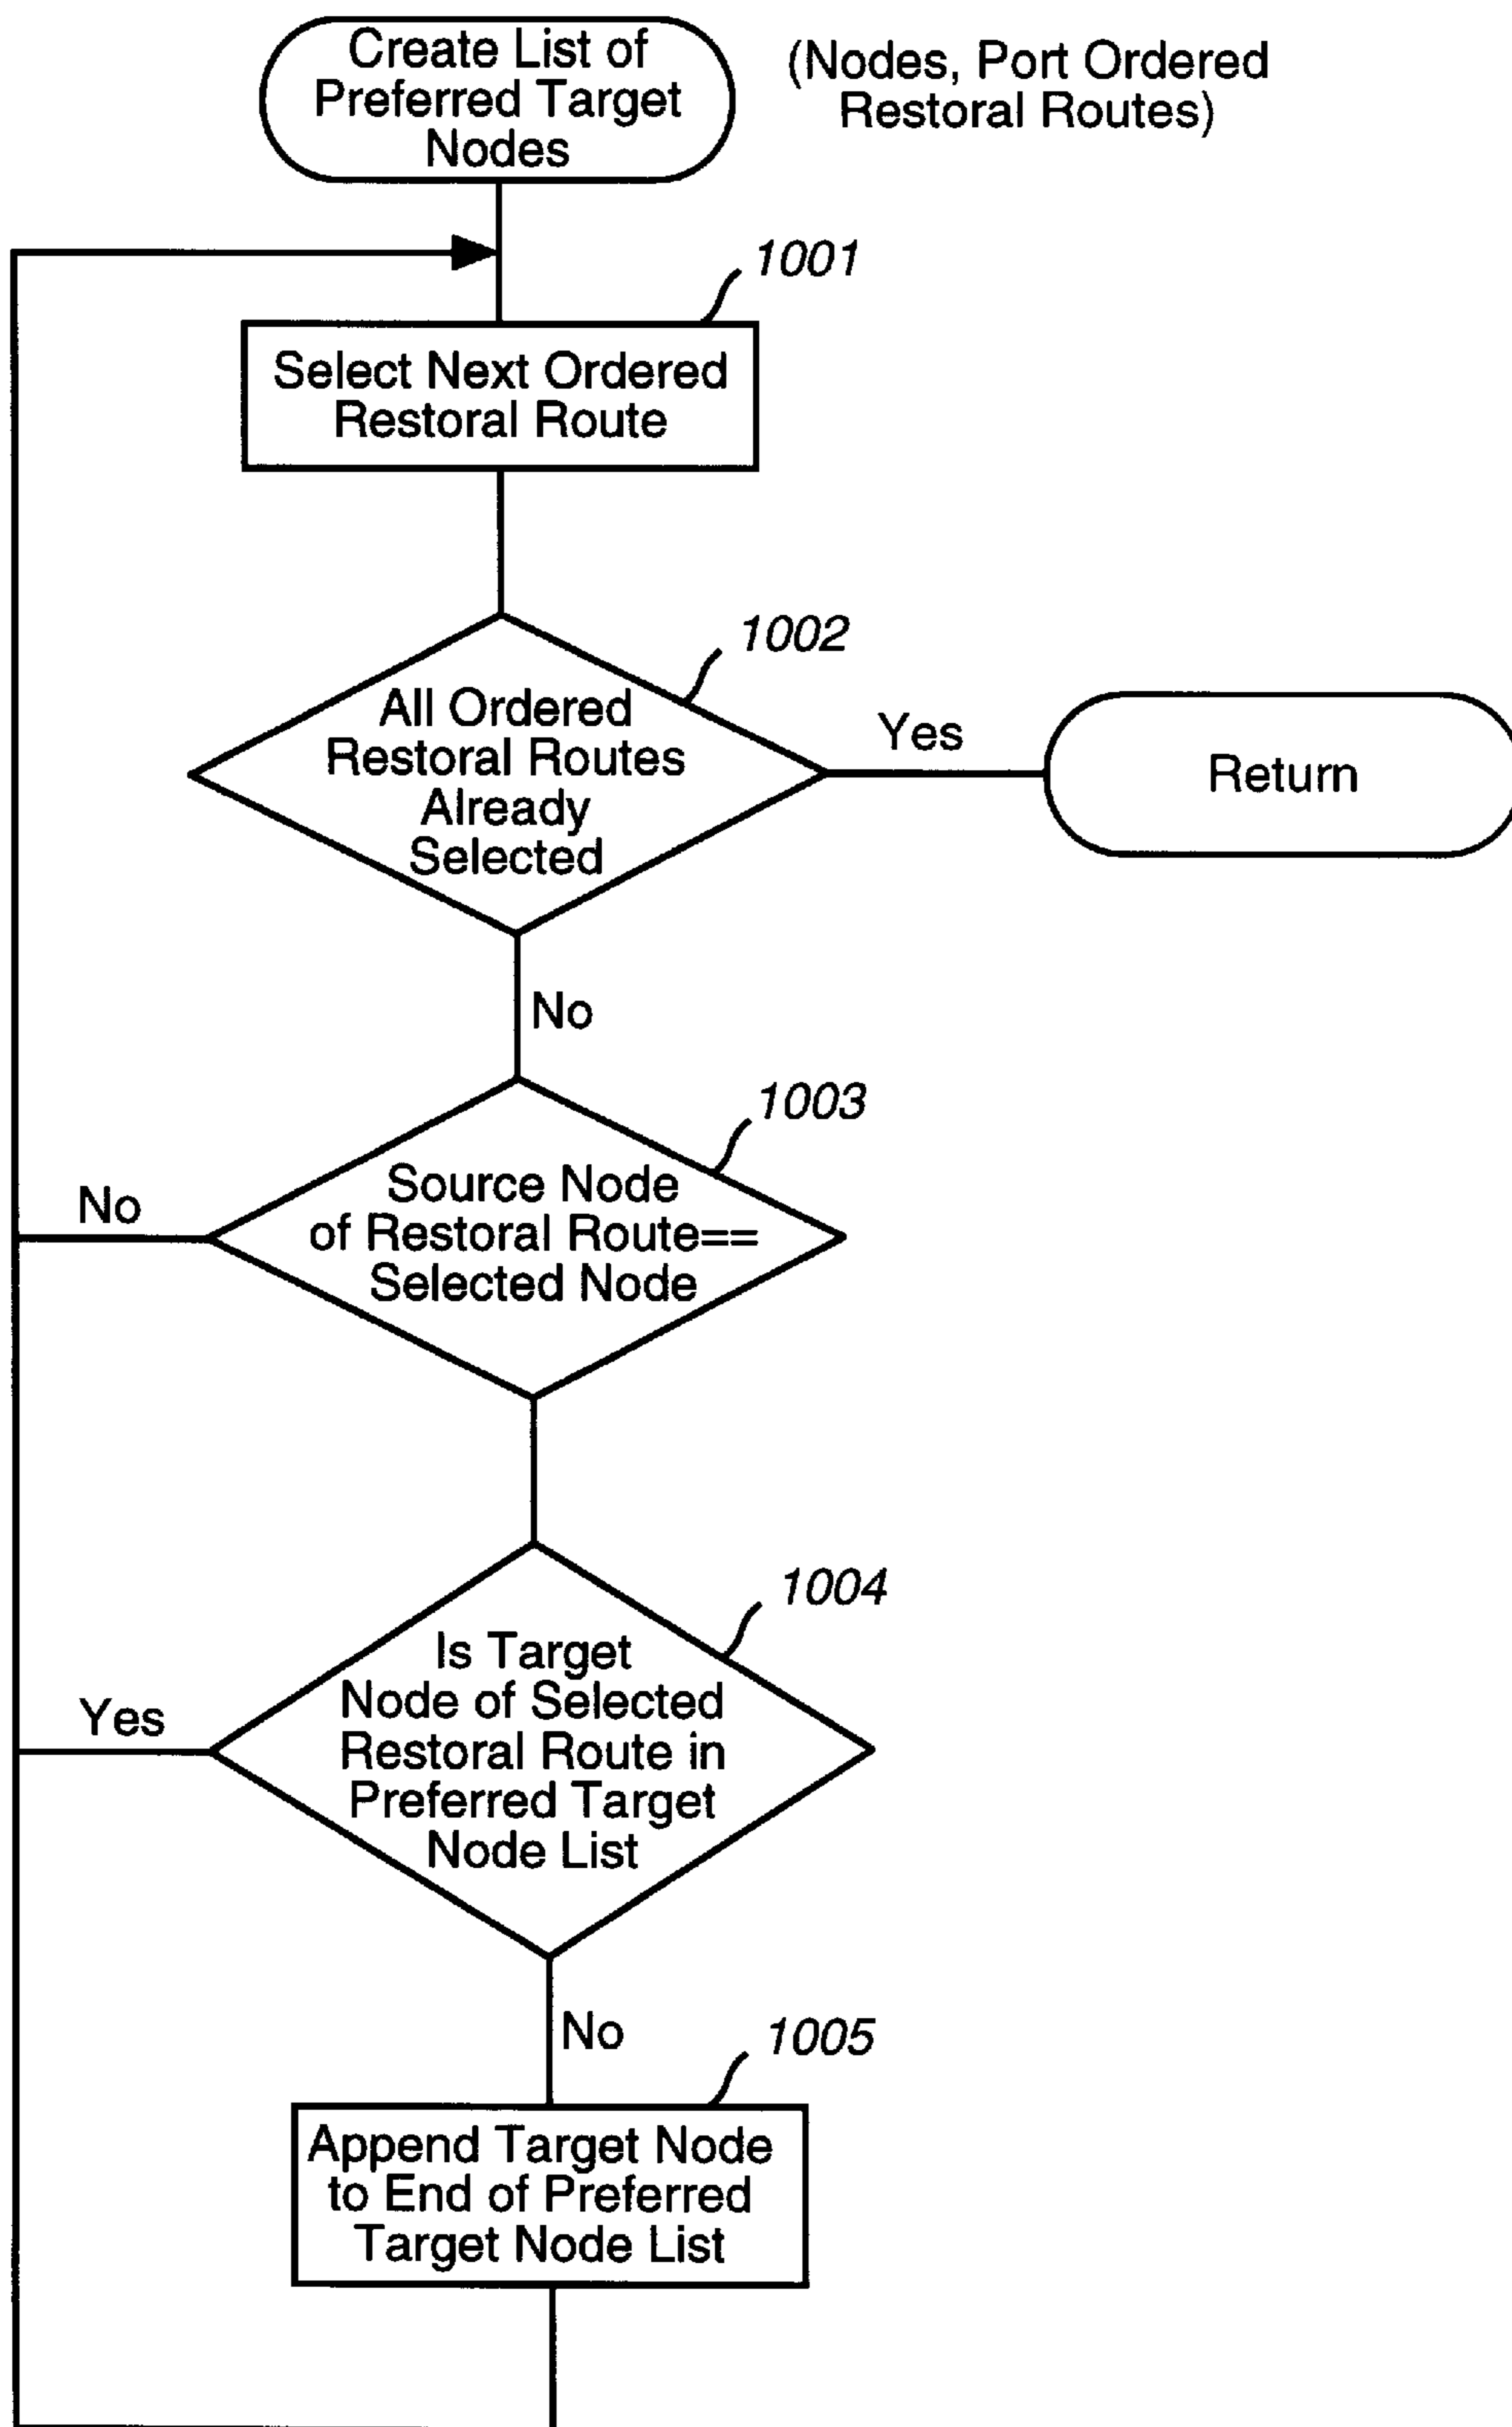 Create List of
Preferred Target
Nodes
(Nodes, Port Ordered
Restoral Routes)
1001
Select Next Ordered
Restoral Route
1002
All Ordered
Restoral Routes
Already
Selected
Yes
Return
No
1003
Source Node
of Restoral Route==
Selected Node
No
1004
Is Target
Node of Selected
Restoral Route in
Preferred Target
Node List
Yes
No
1005
Append Target Node
to End of Preferred
Target Node List